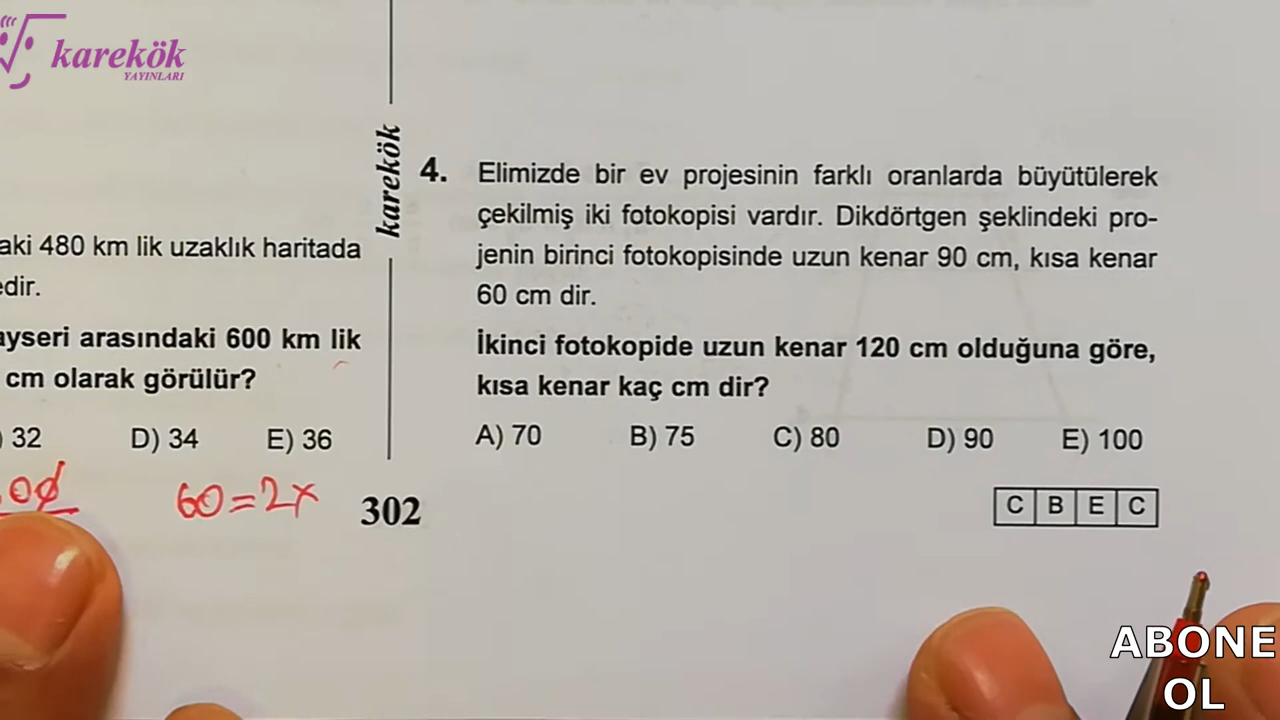 karekök
YAYINLARI
aki 480 km lik uzaklık haritada
edir.
ayseri arasındaki 600 km lik
cm olarak görülür?
) 32 D) 34 E) 36
60=2x
302
karekök
4. Elimizde bir ev projesinin farklı oranlarda büyütülerek
çekilmiş iki fotokopisi vardır. Dikdörtgen şeklindeki pro-
jenin birinci fotokopisinde uzun kenar 90 cm, kısa kenar
60 cm dir.
İkinci fotokopide uzun kenar 120 cm olduğuna göre,
kısa kenar kaç cm dir?
A) 70 B) 75 C) 80 D) 90 E) 100
C B E C
ABONE
OL